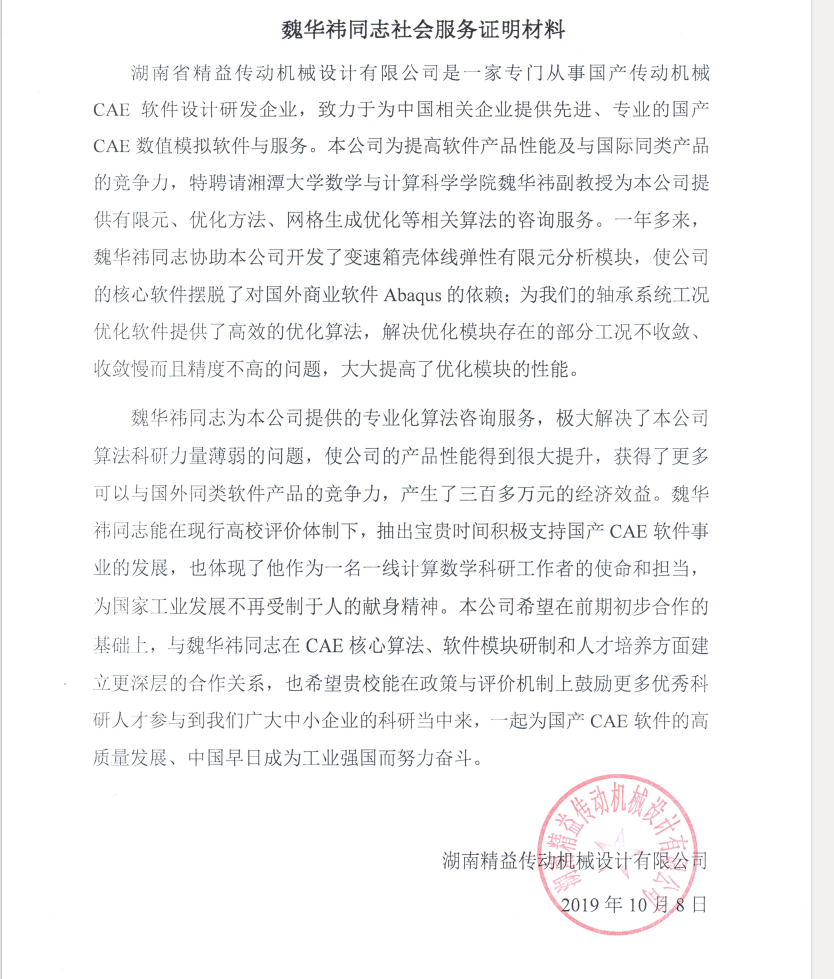 魏华祎同志社会服务证明材料
湖南省精益传动机械设计有限公司是一家专门从事国产传动机械
CAE 软件设计研发企业，致力于为中国相关企业提供先进、专业的国产
CAE 数值模拟软件与服务。本公司为提高软件产品性能及与国际同类产品
的竞争力，特聘请湘潭大学数学与计算科学学院魏华祎副教授为本公司提
供有限元、优化方法、网格生成优化等相关算法的咨询服务。一年多来，
魏华祎同志协助本公司开发了变速箱壳体线弹性有限元分析模块，使公司
的核心软件摆脱了对国外商业软件 Abaqus 的依赖；为我们的轴承系统工况
优化软件提供了高效的优化算法，解决优化模块存在的部分工况不收敛、
收敛慢而且精度不高的问题，大大提高了优化模块的性能。
魏华祎同志为本公司提供的专业化算法咨询服务，极大解决了本公司
算法科研力量薄弱的问题，使公司的产品性能得到很大提升，获得了更多
可以与国外同类软件产品的竞争力，产生了三百多万元的经济效益。魏华
祎同志能在现行高校评价体制下，抽出宝贵时间积极支持国产 CAE 软件事
业的发展，也体现了他作为一名一线计算数学科研工作者的使命和担当，
为国家工业发展不再受制于人的献身精神。本公司希望在前期初步合作的
基础上，与魏华祎同志在 CAE 核心算法、软件模块研制和人才培养方面建
立更深层的合作关系，也希望贵校能在政策与评价机制上鼓励更多优秀科
研人才参与到我们广大中小企业的科研当中来，一起为国产 CAE 软件的高
质量发展、中国早日成为工业强国而努力奋斗。
湖南精益传动机械设计有限公司
湖南精益传动机械设计有限公司
2019 年 10 月 8 日